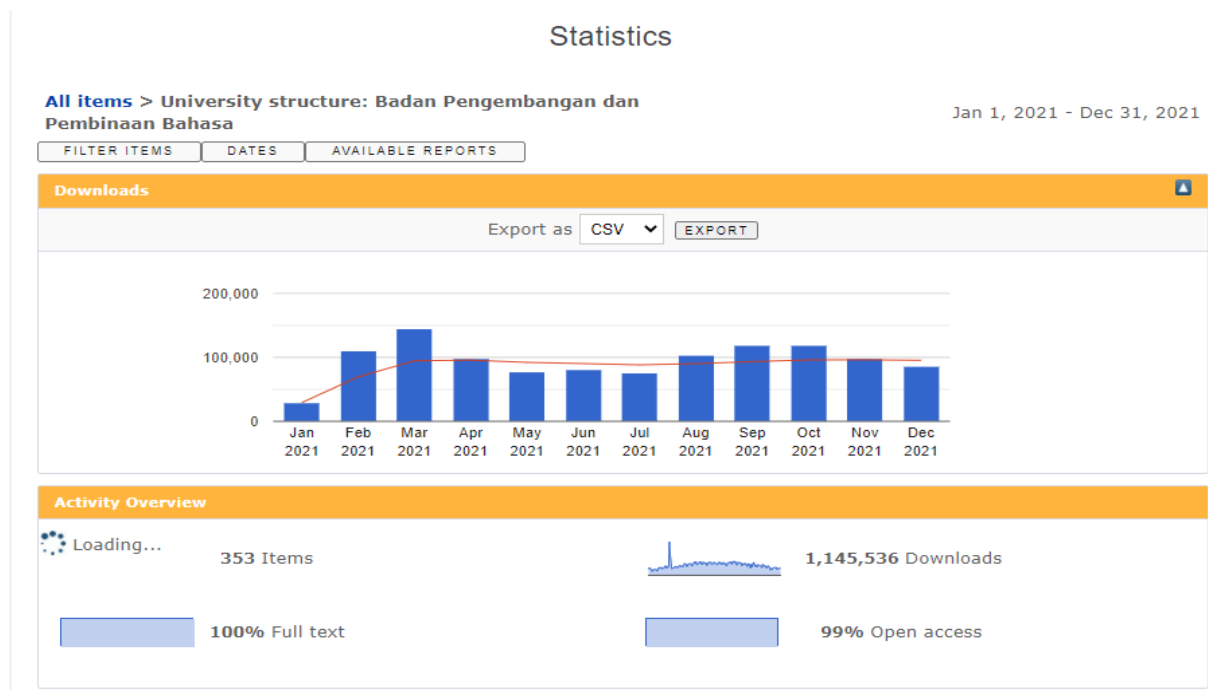 Statistics
All items > University structure: Badan Pengembangan dan
Pembinaan Bahasa
Jan 1, 2021 - Dec 31, 2021
FILTER ITEMS DATES AVAILABLE REPORTS
Downloads
Export as CSV EXPORT
200,000
100,000
0
Jan Feb Mar Apr May Jun Jul Aug Sep Oct Nov Dec
2021 2021 2021 2021 2021 2021 2021 2021 2021 2021 2021 2021
Activity Overview
Loading... 353 Items 1,145,536 Downloads
100% Full text 99% Open access